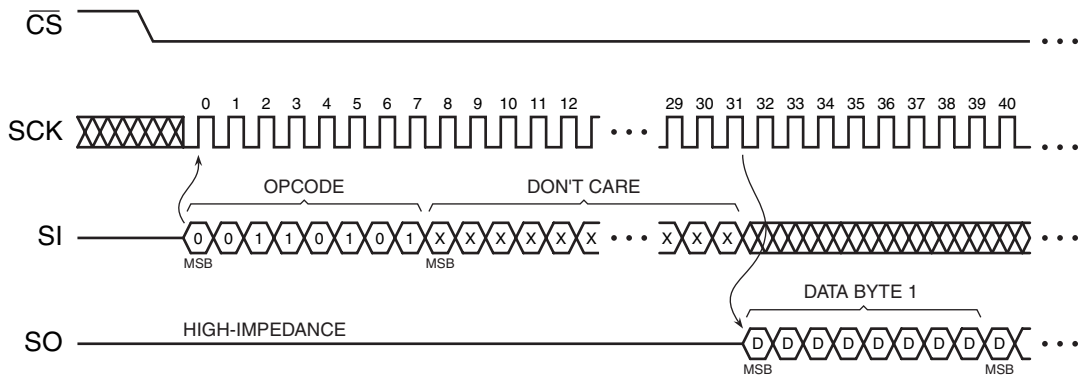 CS
SCK
0 1 2 3 4 5 6 7 8 9 10 11 12 29 30 31 32 33 34 35 36 37 38 39 40
OPCODE
DON'T CARE
SI
0 0 1 1 0 1 0 1 X X X X X X X X X
MSB MSB
DATA BYTE 1
SO
HIGH-IMPEDANCE
D D D D D D D D D
MSB MSB